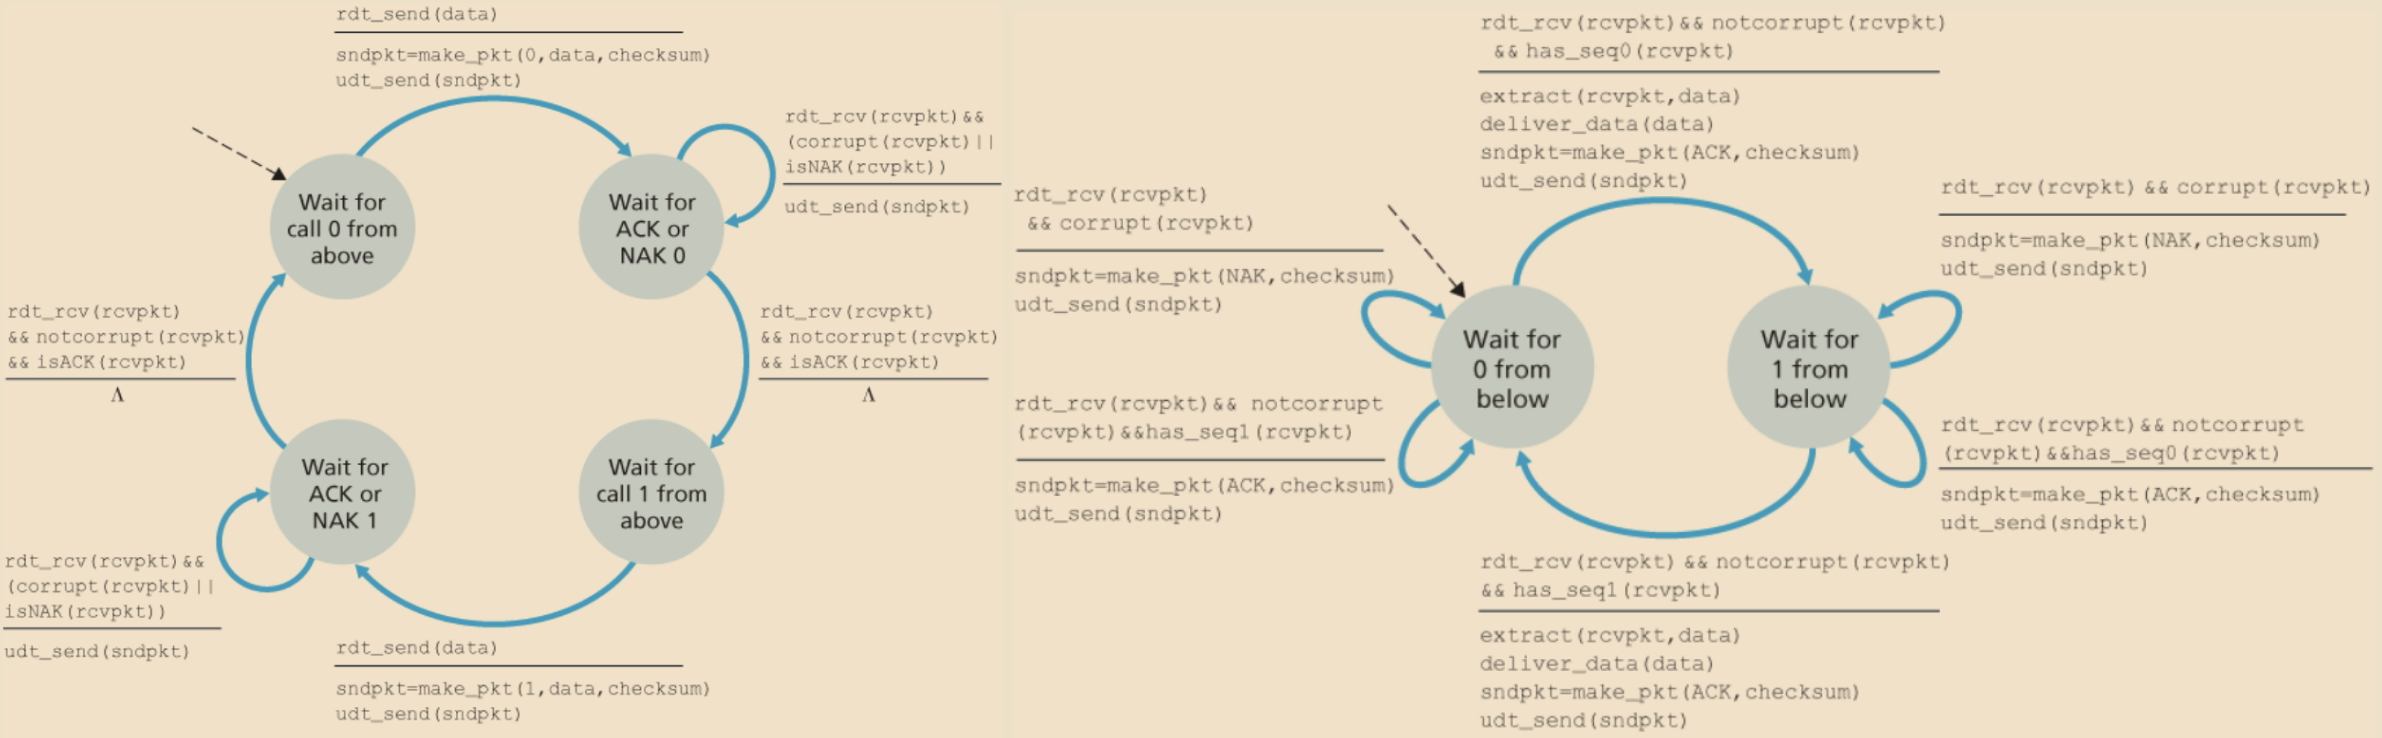 rdt_send(data)
sndpkt=make_pkt(0,data,checksum)
udt_send(sndpkt)
rdt_rcv(rcvpkt)&&
(corrupt(rcvpkt)||
isNAK(rcvpkt))
udt_send(sndpkt)
Wait for
call 0 from
above
Wait for
ACK or
NAK 0
rdt_rcv(rcvpkt)
&& notcorrupt(rcvpkt)
&& isACK(rcvpkt)
Λ
rdt_rcv(rcvpkt)
&& notcorrupt(rcvpkt)
&& isACK(rcvpkt)
Λ
Wait for
ACK or
NAK 1
Wait for
call 1 from
above
rdt_rcv(rcvpkt)&&
(corrupt(rcvpkt)||
isNAK(rcvpkt))
udt_send(sndpkt)
rdt_send(data)
sndpkt=make_pkt(1,data,checksum)
udt_send(sndpkt)
rdt_rcv(rcvpkt)&& notcorrupt(rcvpkt)
&& has_seq0(rcvpkt)
extract(rcvpkt,data)
deliver_data(data)
sndpkt=make_pkt(ACK,checksum)
udt_send(sndpkt)
rdt_rcv(rcvpkt)
&& corrupt(rcvpkt)
sndpkt=make_pkt(NAK,checksum)
udt_send(sndpkt)
rdt_rcv(rcvpkt) && corrupt(rcvpkt)
sndpkt=make_pkt(NAK,checksum)
udt_send(sndpkt)
Wait for
0 from
below
Wait for
1 from
below
rdt_rcv(rcvpkt)&& notcorrupt
(rcvpkt)&&has_seq1(rcvpkt)
sndpkt=make_pkt(ACK,checksum)
udt_send(sndpkt)
rdt_rcv(rcvpkt)&& notcorrupt
(rcvpkt)&&has_seq0(rcvpkt)
sndpkt=make_pkt(ACK,checksum)
udt_send(sndpkt)
rdt_rcv(rcvpkt) && notcorrupt(rcvpkt)
&& has_seq1(rcvpkt)
extract(rcvpkt,data)
deliver_data(data)
sndpkt=make_pkt(ACK,checksum)
udt_send(sndpkt)